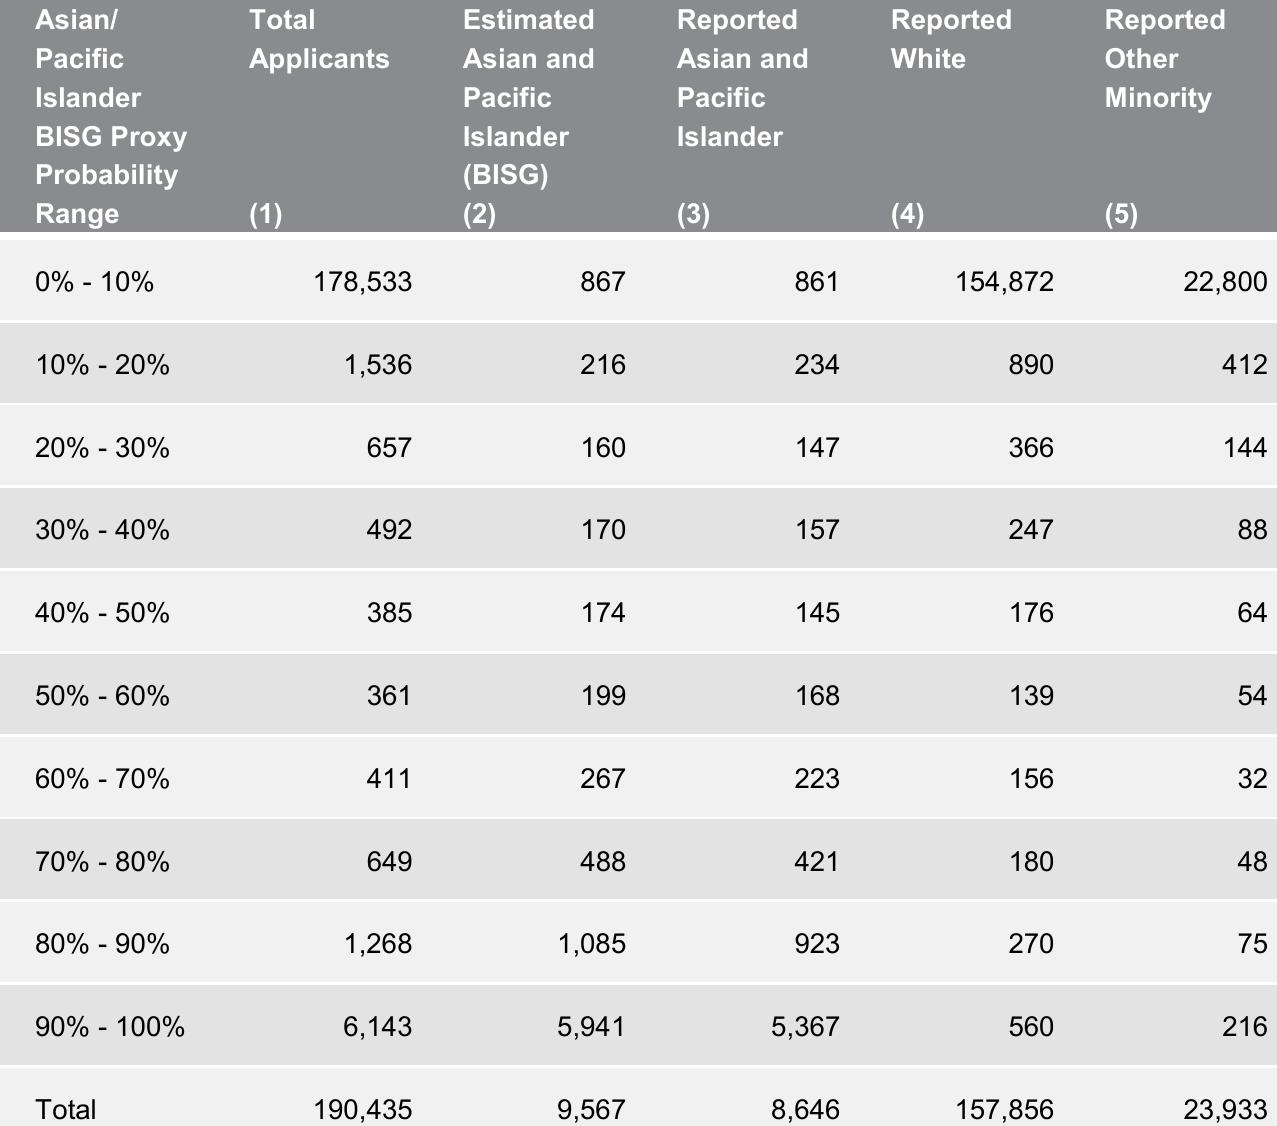 Asian/ Pacific Islander BISG Proxy Probability Range	Total Applicants (1)	Estimated Asian and Pacific Islander (BISG) (2)	Reported Asian and Pacific Islander (3)	Reported White (4)	Reported Other Minority (5)
0% - 10%	178,533	867	861	154,872	22,800
10% - 20%	1,536	216	234	890	412
20% - 30%	657	160	147	366	144
30% - 40%	492	170	157	247	88
40% - 50%	385	174	145	176	64
50% - 60%	361	199	168	139	54
60% - 70%	411	267	223	156	32
70% - 80%	649	488	421	180	48
80% - 90%	1,268	1,085	923	270	75
90% - 100%	6,143	5,941	5,367	560	216
Total	190,435	9,567	8,646	157,856	23,933